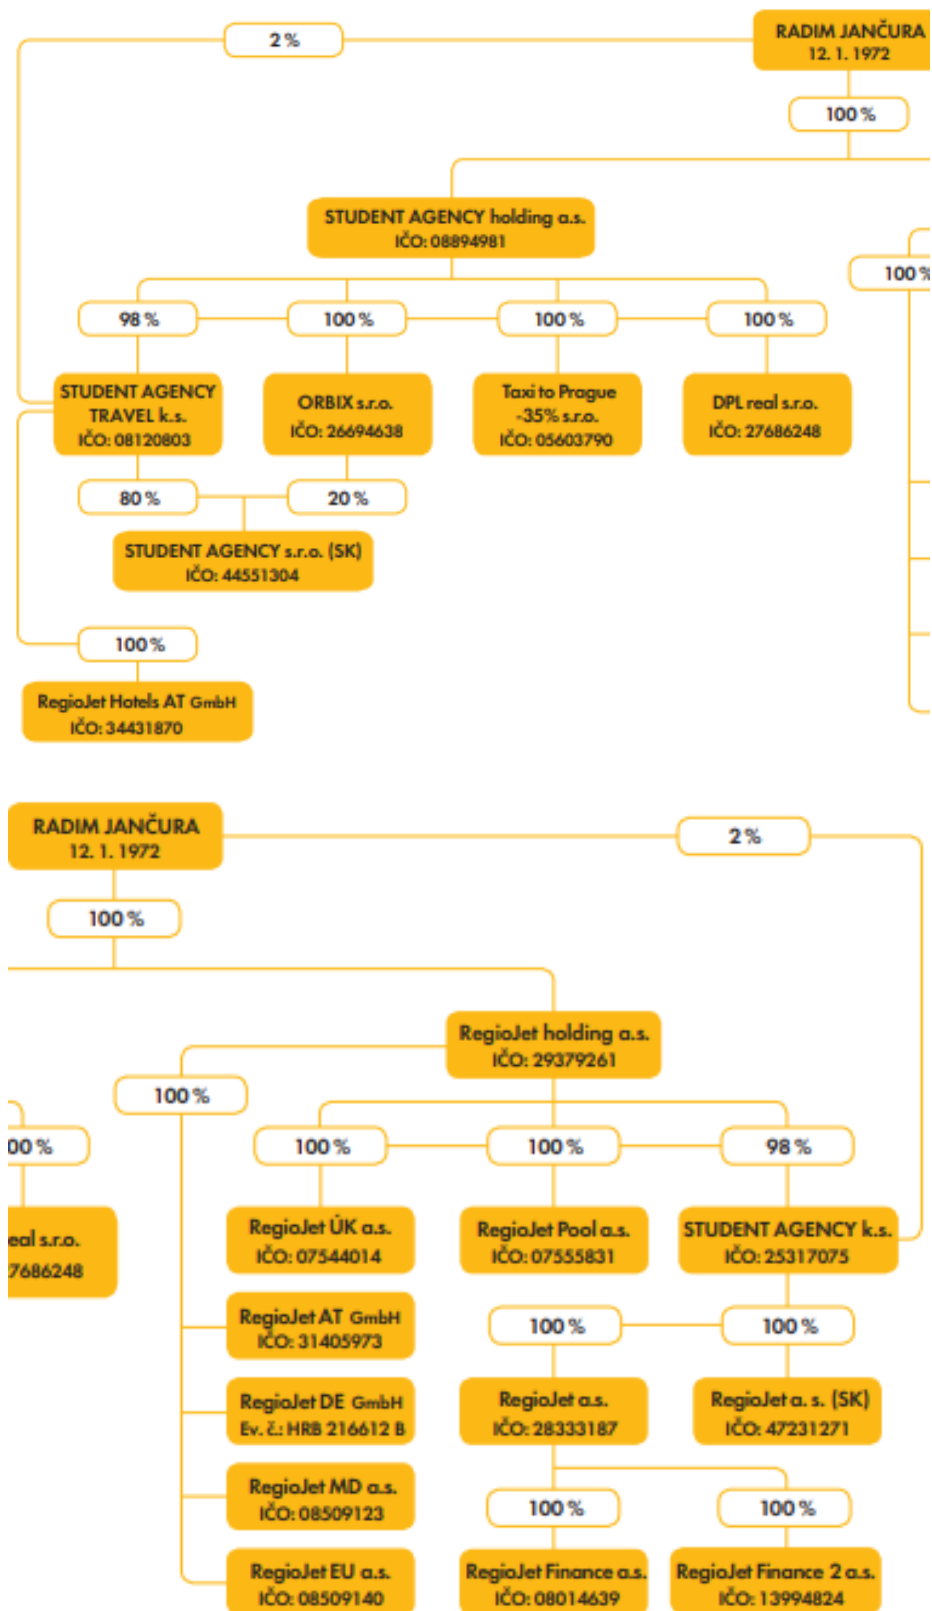 2 %
RADIM JANČURA
12. 1. 1972
100 %
STUDENT AGENCY holding a.s.
IČO: 08894981
100 %
98 %
100 %
100 %
100 %
STUDENT AGENCY
TRAVEL k.s.
IČO: 08120803
ORBIX s.r.o.
IČO: 26694638
Taxi to Prague
-35% s.r.o.
IČO: 05603790
DPL real s.r.o.
IČO: 27686248
80 %
20 %
STUDENT AGENCY s.r.o. (SK)
IČO: 44551304
100 %
RegioJet Hotels AT GmbH
IČO: 34431870
RADIM JANČURA
12. 1. 1972
2 %
100 %
RegioJet holding a.s.
IČO: 29379261
100 %
00 %
100 %
100 %
98 %
eal s.r.o.
7686248
RegioJet ÚK a.s.
IČO: 07544014
RegioJet Pool a.s.
IČO: 07555831
STUDENT AGENCY k.s.
IČO: 25317075
RegioJet AT GmbH
IČO: 31405973
100 %
100 %
RegioJet DE GmbH
Ev. č.: HRB 216612 B
RegioJet a.s.
IČO: 28333187
RegioJet a. s. (SK)
IČO: 47231271
RegioJet MD a.s.
IČO: 08509123
100 %
100 %
RegioJet EU a.s.
IČO: 08509140
RegioJet Finance a.s.
IČO: 08014639
RegioJet Finance 2 a.s.
IČO: 13994824